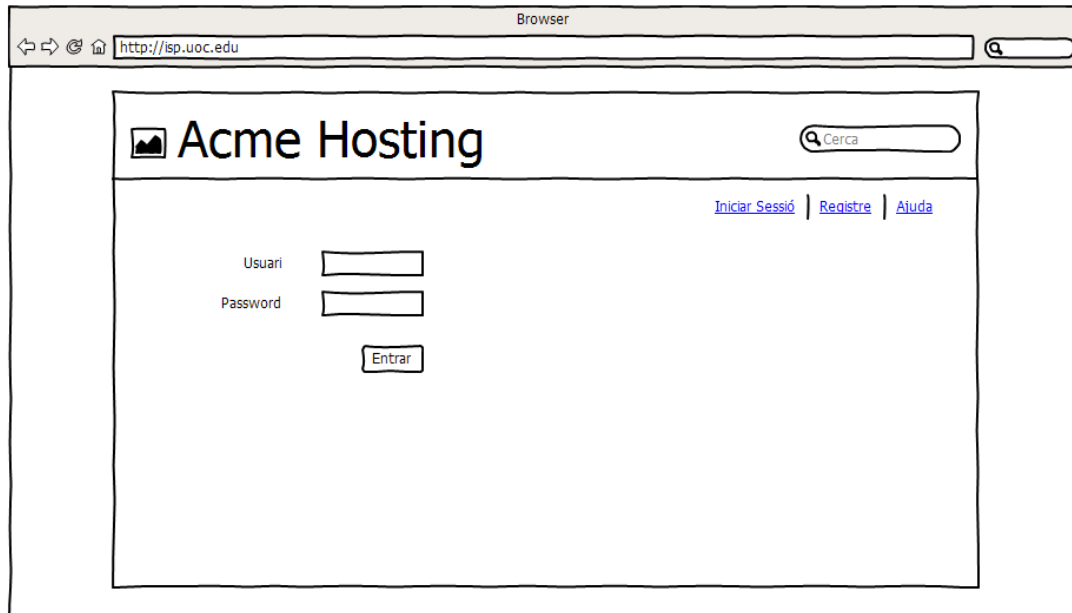 Browser
http://isp.uoc.edu
Acme Hosting
Cerca
Iniciar Sessió Registre Ajuda
Usuari
Password
Entrar